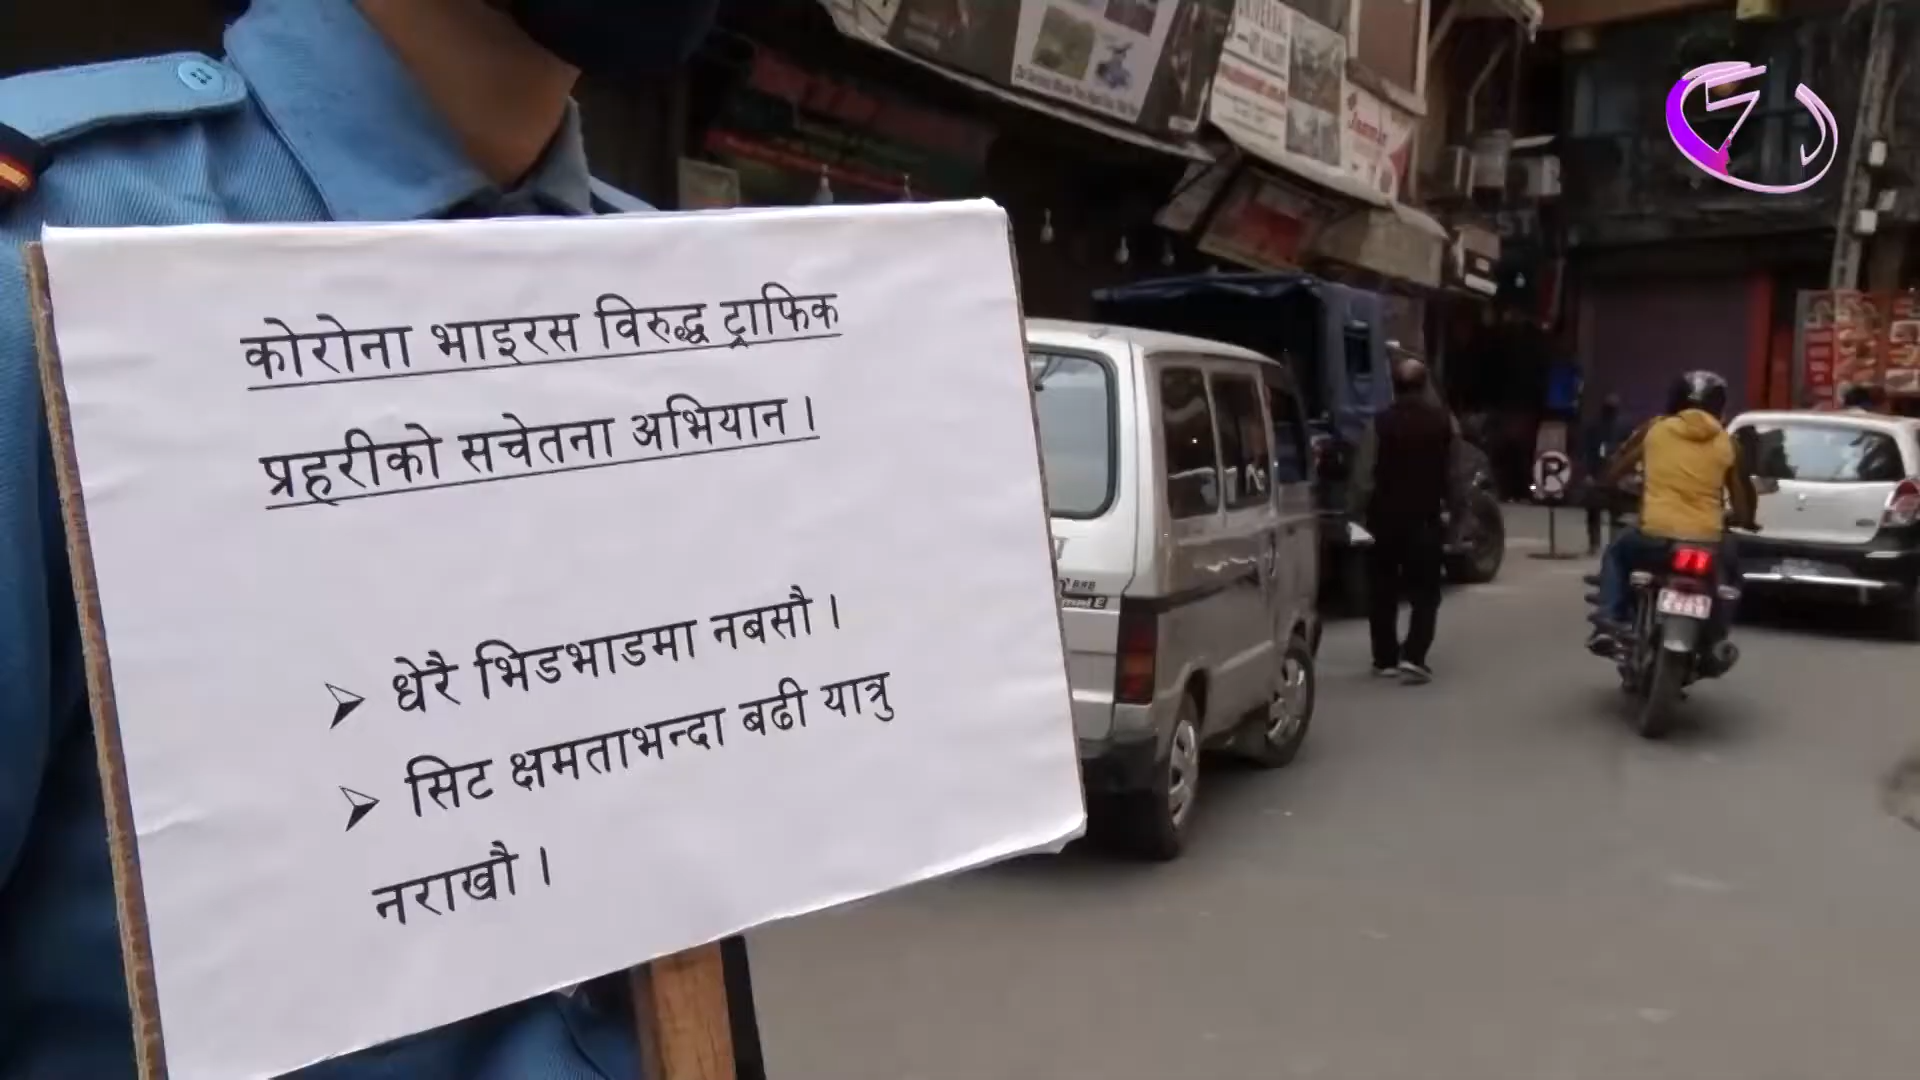 कोरोना भाइरस विरुद्ध ट्राफिक
प्रहरीको सचेतना अभियान ।
➢ धेरै भिडभाडमा नबसौ ।
➢ सिट क्षमताभन्दा बढी यात्रु
नराखौ ।
P